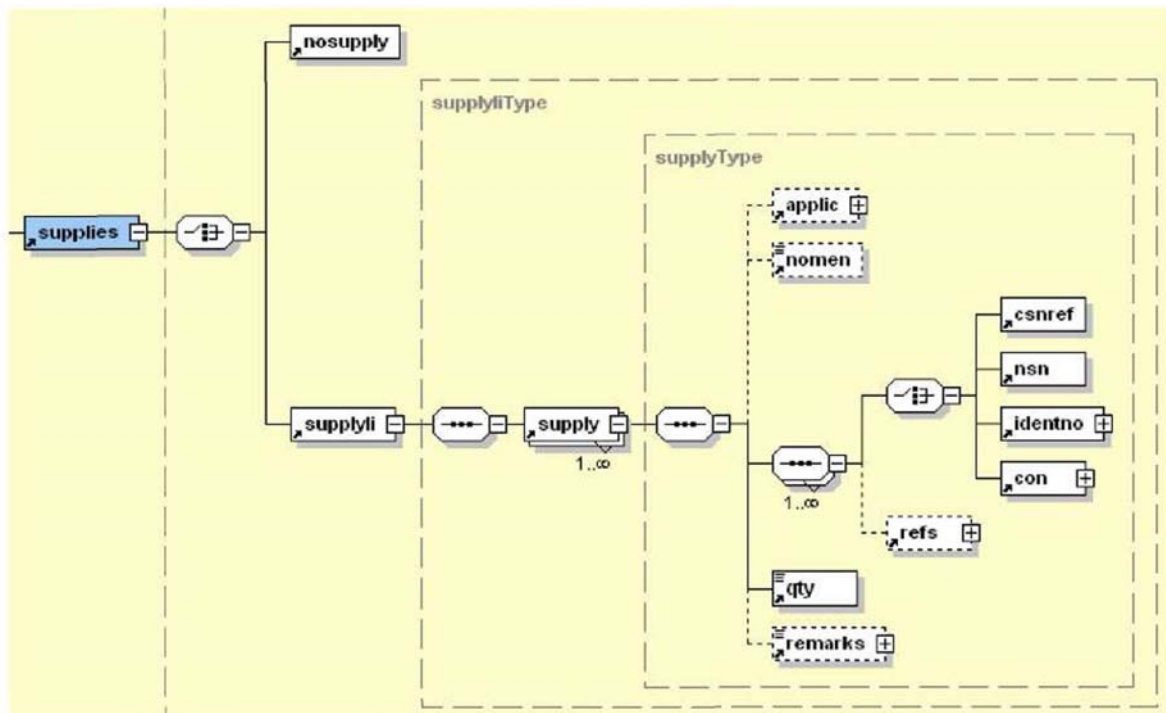 nosupply
supplyliType
supplyType
applic
supplies
nomen
csnref
nsn
supplyli
supply
identno
1..∞
con
1..∞
refs
qty
remarks